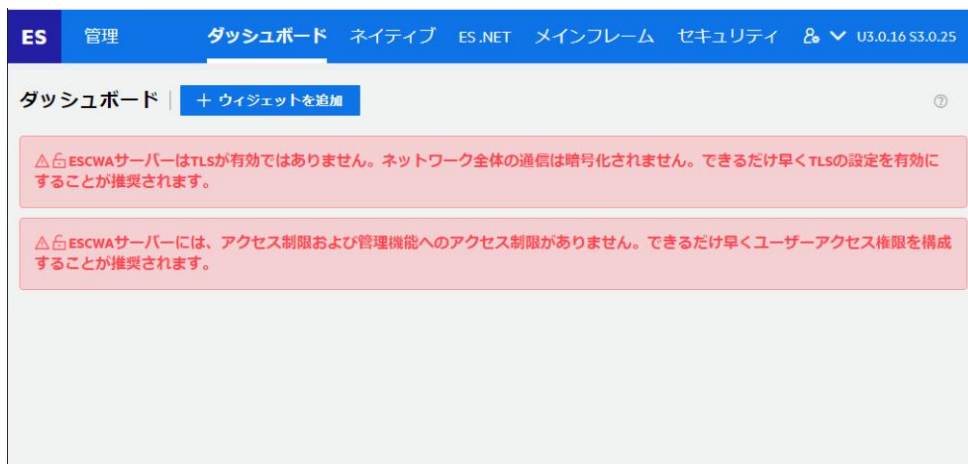 ES 管理 ダッシュボード ネイティブ ES .NET メインフレーム セキュリティ U3.0.16 S3.0.25
ダッシュボード ＋ ウィジェットを追加
ESCWAサーバーはTLSが有効ではありません。ネットワーク全体の通信は暗号化されません。できるだけ早くTLSの設定を有効に
することが推奨されます。
ESCWAサーバーには、アクセス制限および管理機能へのアクセス制限がありません。できるだけ早くユーザーアクセス権限を構成
することが推奨されます。